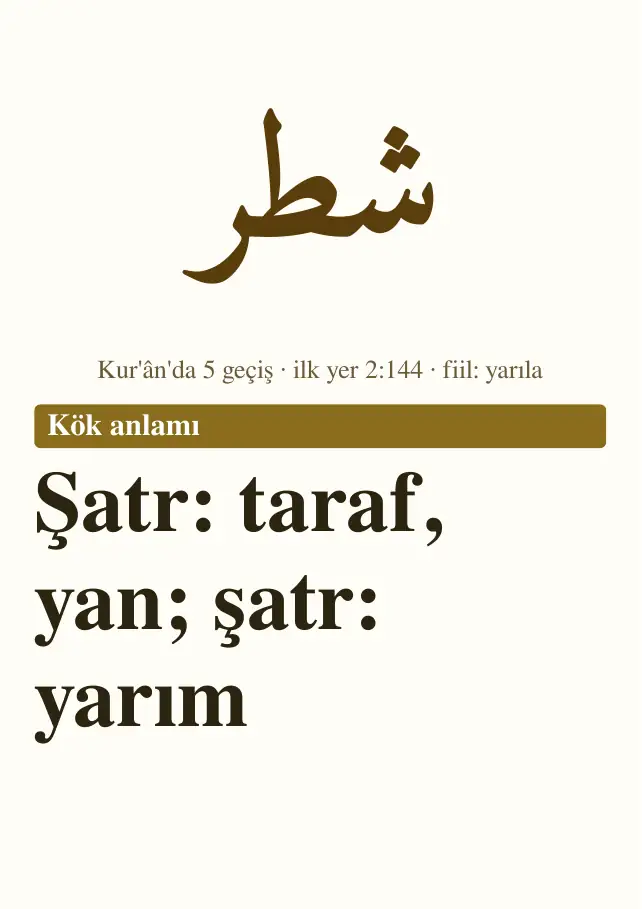 شطر
Kur'ân'da 5 geçiş · ilk yer 2:144 · fiil: yarıla
Kök anlamı
Şatr: taraf,
yan; şatr:
yarım